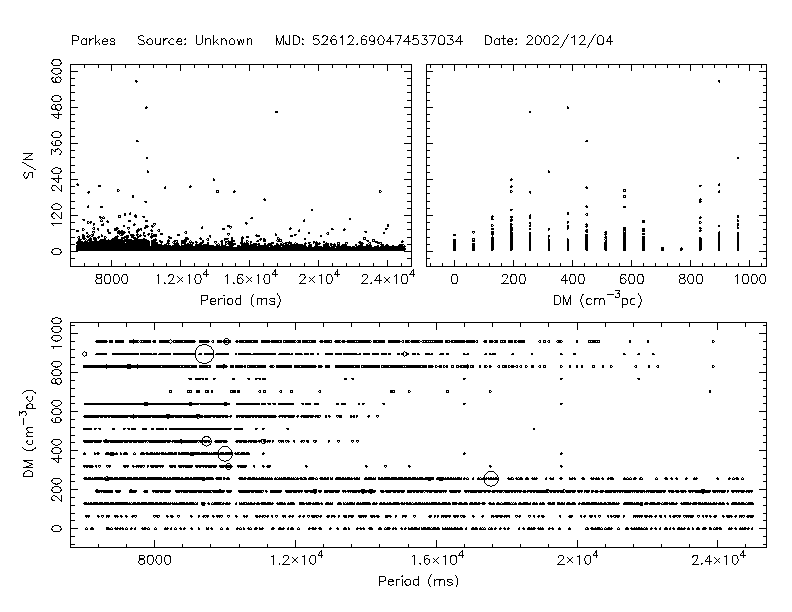 Parkes Source: Unknown MJD: 52612.690474537034 Date: 2002/12/04
S/N
0 120 240 360 480 600
8000 1.2×10⁴ 1.6×10⁴ 2×10⁴ 2.4×10⁴
Period (ms)
0 200 400 600 800 1000
DM (cm⁻³pc)
DM (cm⁻³pc)
0 200 400 600 800 1000
8000 1.2×10⁴ 1.6×10⁴ 2×10⁴ 2.4×10⁴
Period (ms)